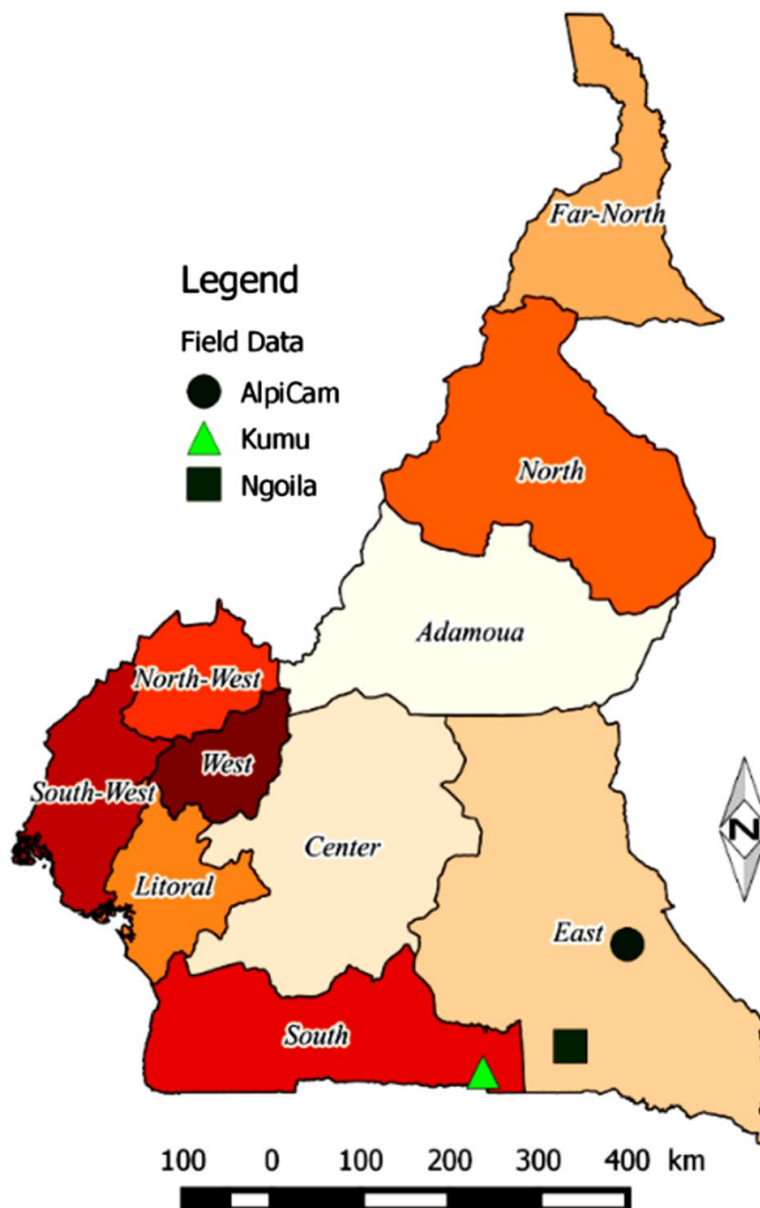 Far-North
Legend
Field Data
AlpiCam
Kumu
Ngoila
North
Adamoua
North-West
West
South-West
Center
Litoral
East
South
N
100 0 100 200 300 400 km